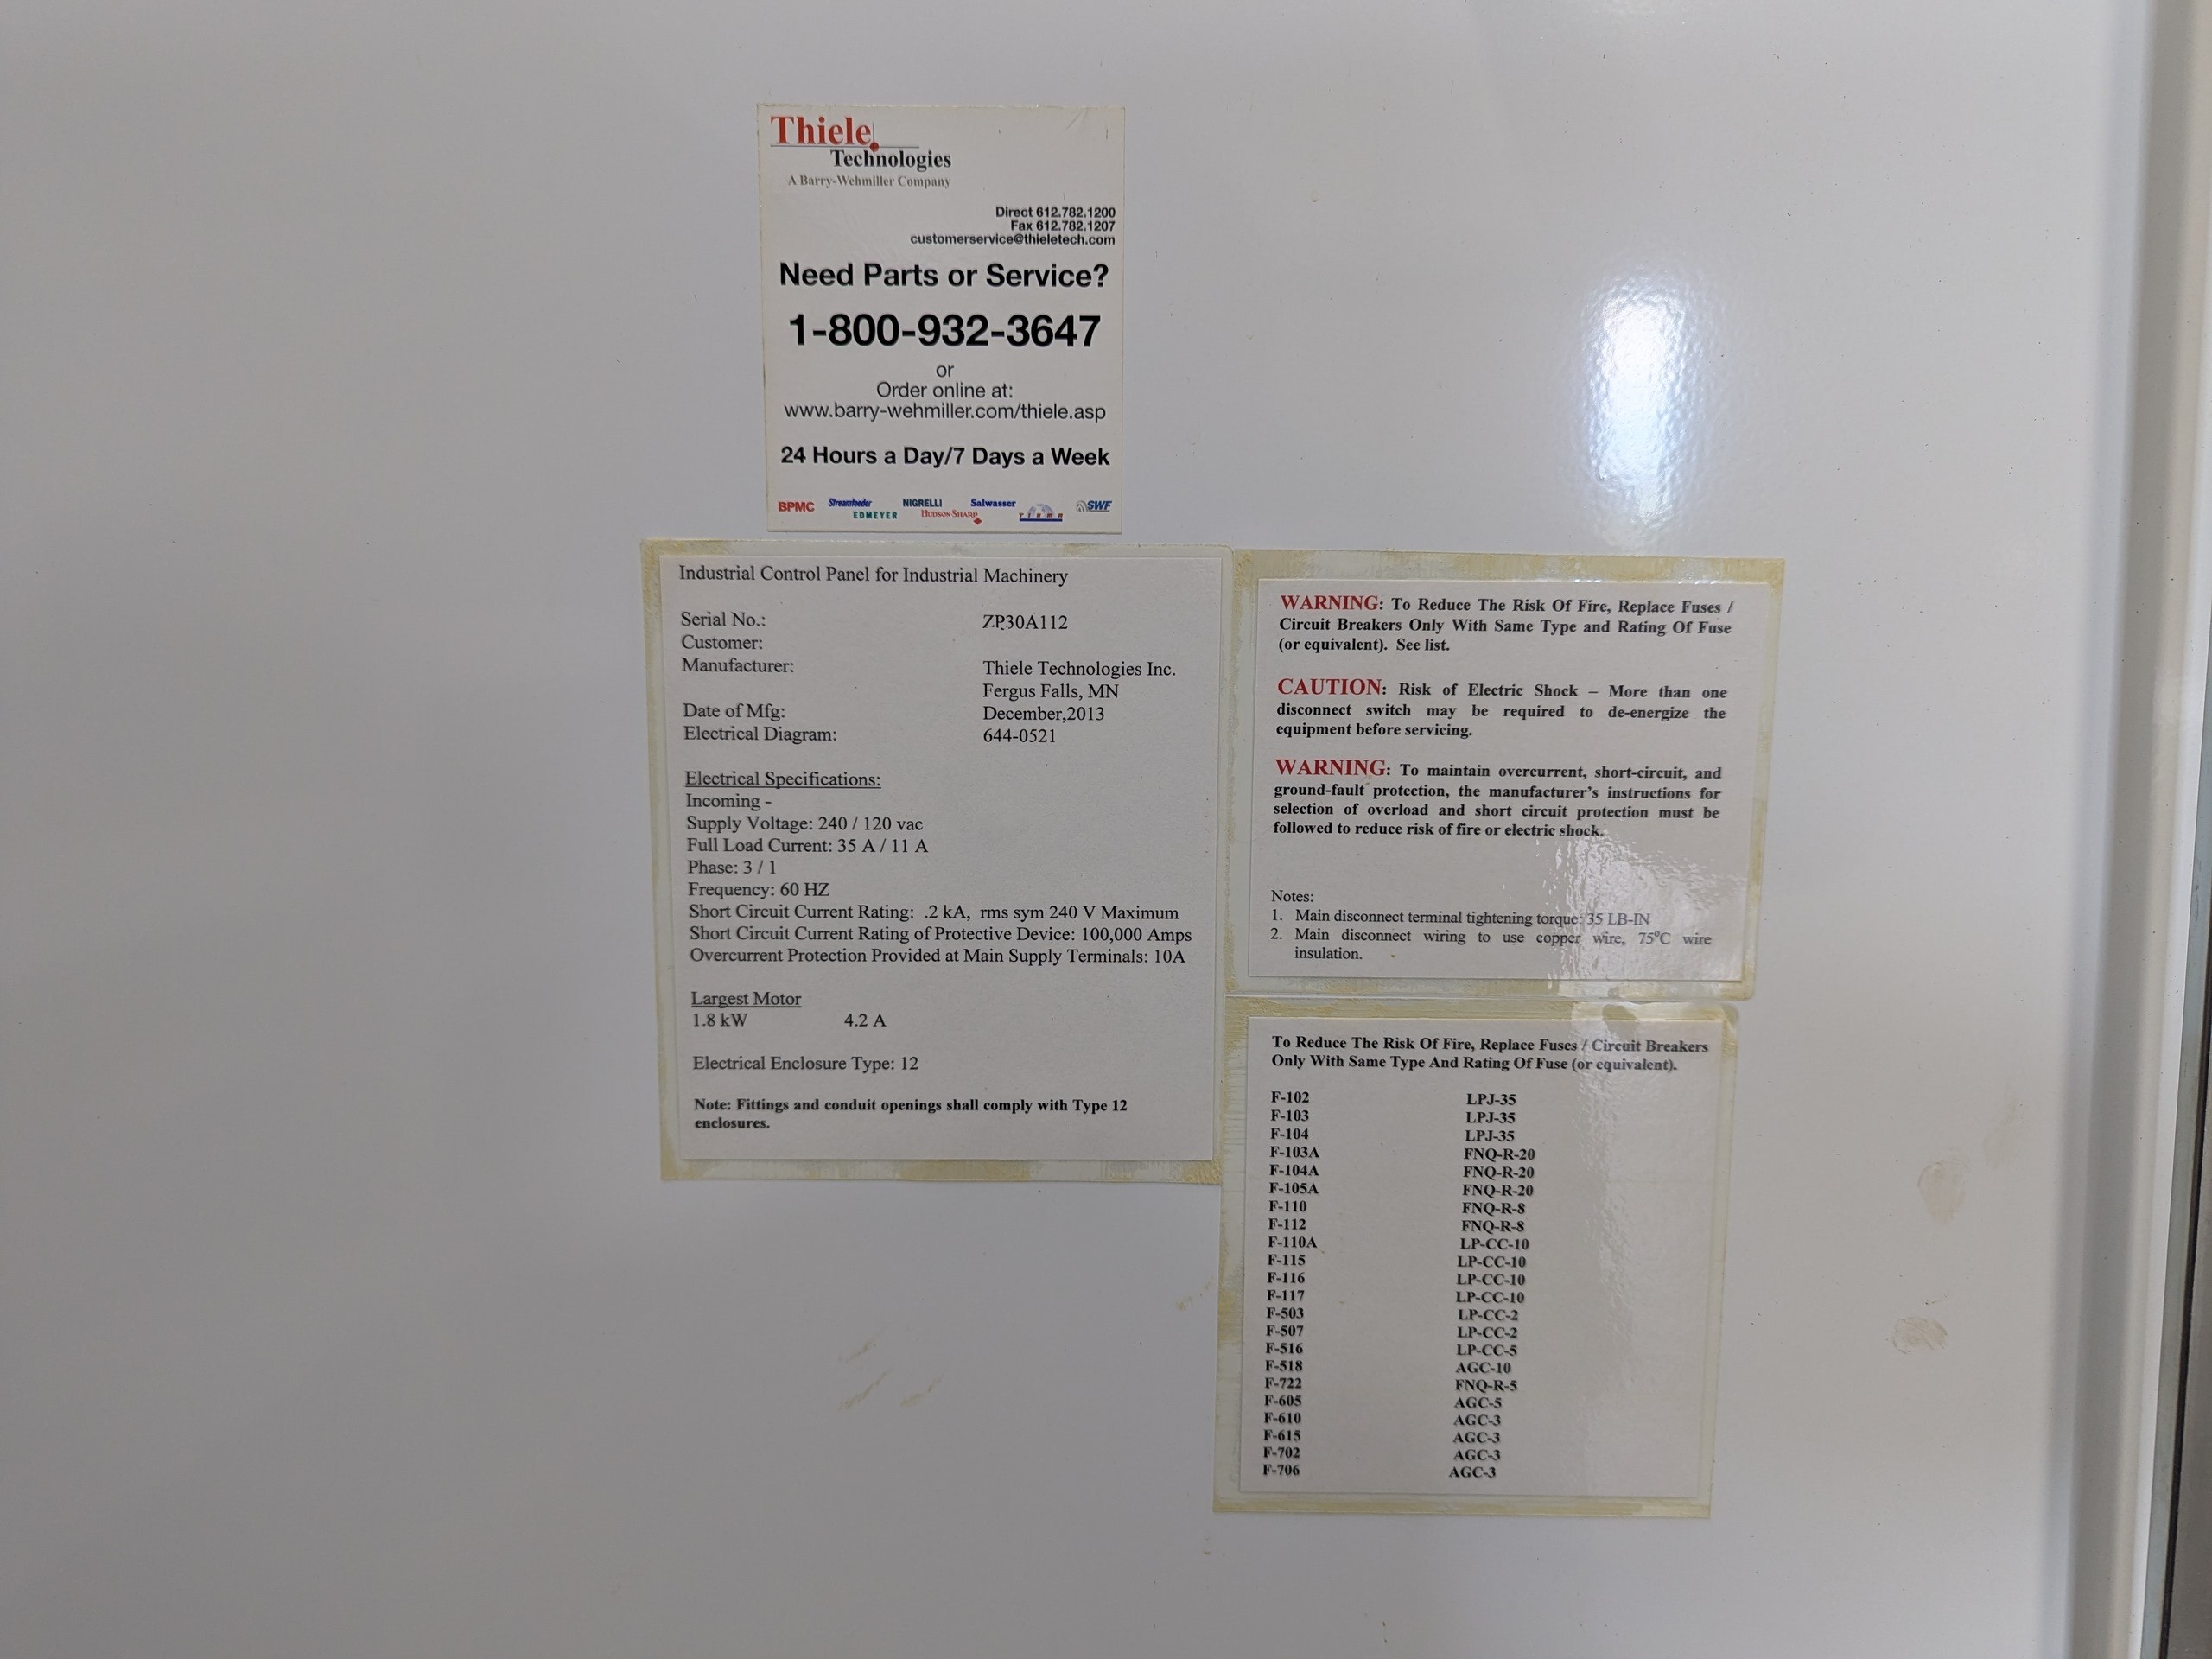 Thiele
Technologies
A Barry-Wehmiller Company
Direct 612.782.1200
Fax 612.782.1207
customerservice@thieletech.com
Need Parts or Service?
1-800-932-3647
or
Order online at:
www.barry-wehmiller.com/thiele.asp
24 Hours a Day/7 Days a Week
BPMC Streamfeeder NIGRELLI Salwasser SWF
EDMEYER HUDSON-SHARP
Industrial Control Panel for Industrial Machinery
Serial No.: ZP30A112
Customer:
Manufacturer: Thiele Technologies Inc.
Fergus Falls, MN
Date of Mfg: December,2013
Electrical Diagram: 644-0521
Electrical Specifications:
Incoming -
Supply Voltage: 240 / 120 vac
Full Load Current: 35 A / 11 A
Phase: 3 / 1
Frequency: 60 HZ
Short Circuit Current Rating: .2 kA, rms sym 240 V Maximum
Short Circuit Current Rating of Protective Device: 100,000 Amps
Overcurrent Protection Provided at Main Supply Terminals: 10A
Largest Motor
1.8 kW 4.2 A
Electrical Enclosure Type: 12
Note: Fittings and conduit openings shall comply with Type 12
enclosures.
WARNING: To Reduce The Risk Of Fire, Replace Fuses /
Circuit Breakers Only With Same Type and Rating Of Fuse
(or equivalent). See list.
CAUTION: Risk of Electric Shock – More than one
disconnect switch may be required to de-energize the
equipment before servicing.
WARNING: To maintain overcurrent, short-circuit, and
ground-fault protection, the manufacturer's instructions for
selection of overload and short circuit protection must be
followed to reduce risk of fire or electric shock.
Notes:
1. Main disconnect terminal tightening torque: 35 LB-IN
2. Main disconnect wiring to use copper wire, 75°C wire
insulation.
To Reduce The Risk Of Fire, Replace Fuses / Circuit Breakers
Only With Same Type And Rating Of Fuse (or equivalent).
F-102 LPJ-35
F-103 LPJ-35
F-104 LPJ-35
F-103A FNQ-R-20
F-104A FNQ-R-20
F-105A FNQ-R-20
F-110 FNQ-R-8
F-112 FNQ-R-8
F-110A LP-CC-10
F-115 LP-CC-10
F-116 LP-CC-10
F-117 LP-CC-10
F-503 LP-CC-2
F-507 LP-CC-2
F-516 LP-CC-5
F-518 AGC-10
F-722 FNQ-R-5
F-605 AGC-5
F-610 AGC-3
F-615 AGC-3
F-702 AGC-3
F-706 AGC-3